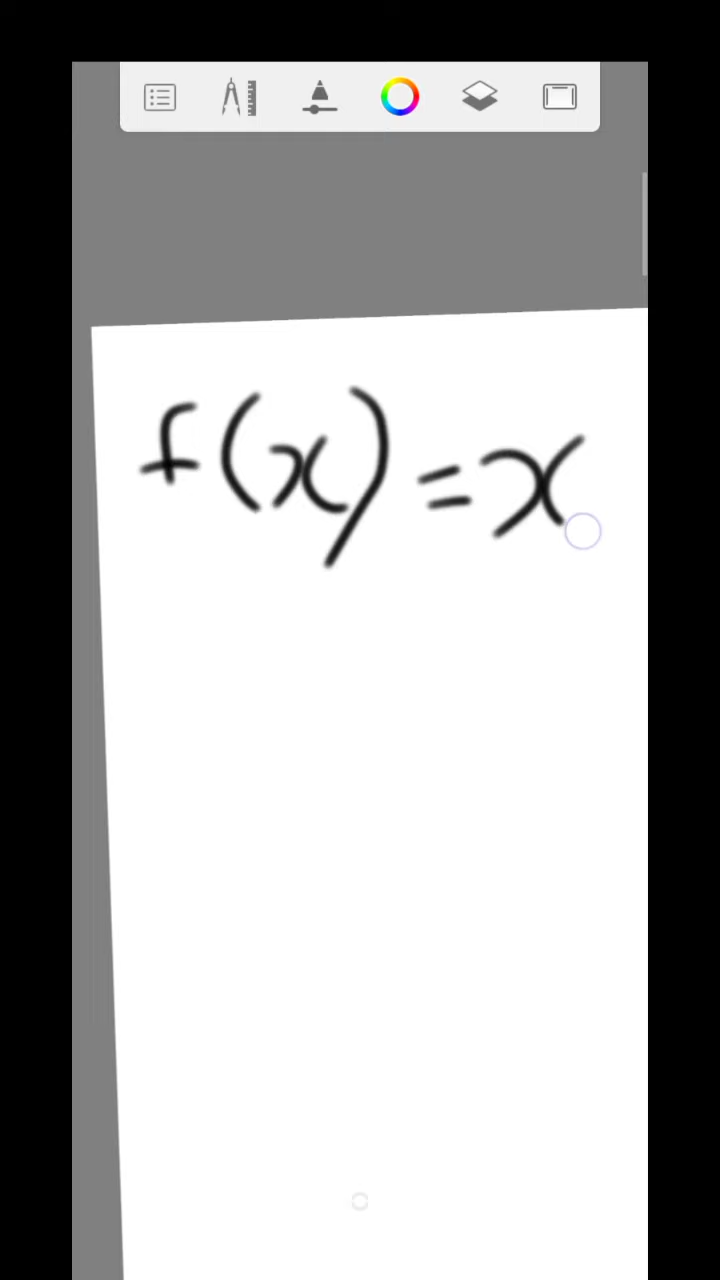 f(x) = x